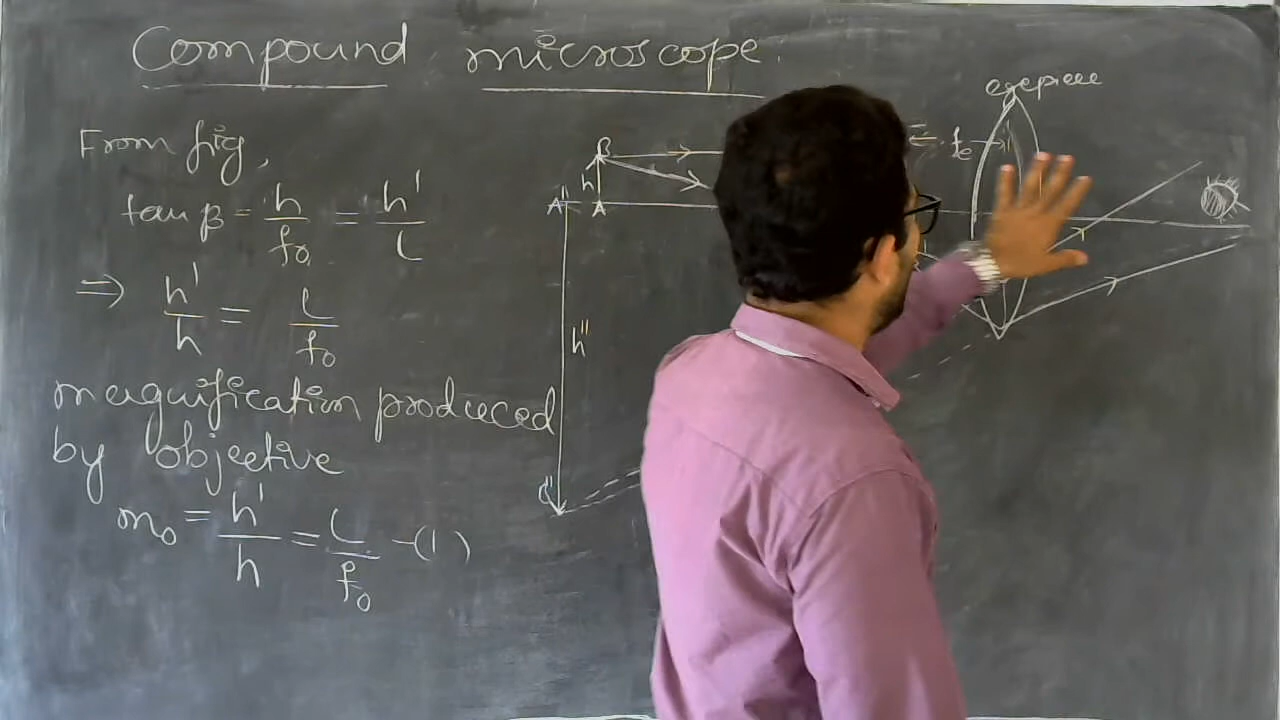 Compound microscope.
From fig,
tan β = h/f₀ = h'/L
⇒ h'/h = L/f₀
magnification produced
by objective
m₀ = h'/h = L/f₀ -(1)
eyepiece
fe
B
h
A"
A
h"